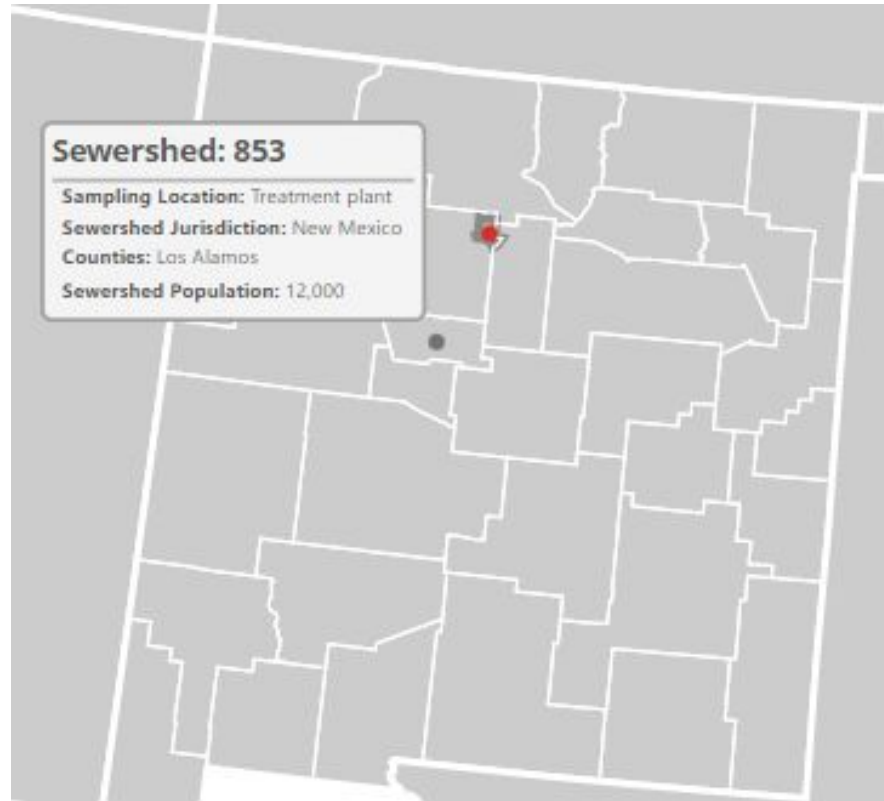 Sewershed: 853
Sampling Location: Treatment plant
Sewershed Jurisdiction: New Mexico
Counties: Los Alamos
Sewershed Population: 12,000